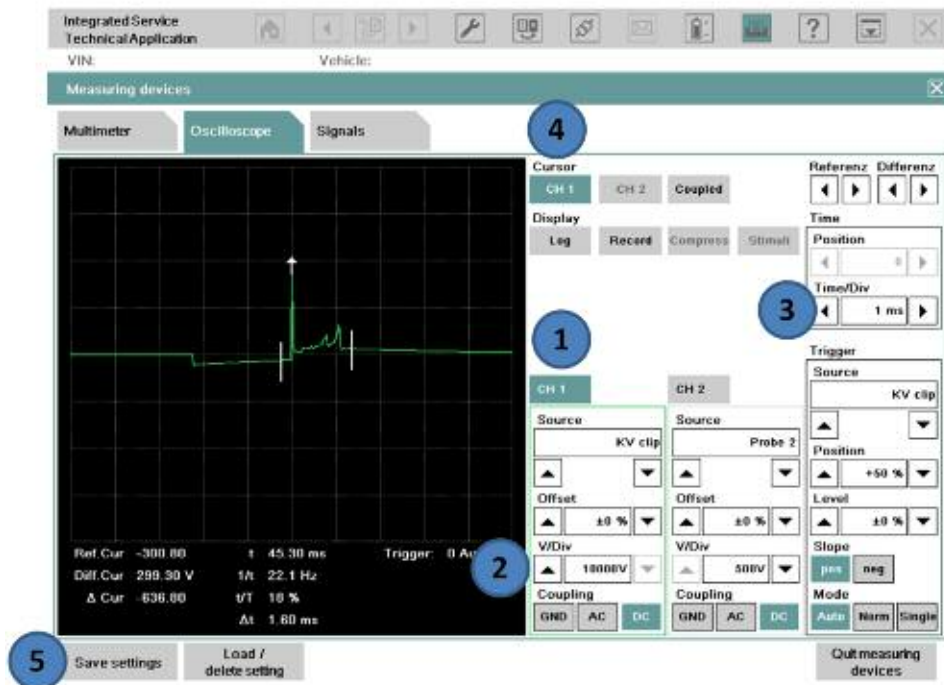 Integrated Service
Technical Application
VIN:
Vehicle:
Measuring devices
Multimeter
Oscilloscope
Signals
4
Cursor
CH 1
CH 2
Coupled
Referenz Differenz
Display
Log
Record
Compress
Stimuli
Time
Position
0
Time/Div
3
1 ms
1
CH 1
CH 2
Trigger
Source
KV clip
Source
KV clip
Source
Probe 2
Position
+50 %
Offset
±0 %
Offset
±0 %
Level
±0 %
2
V/Div
10000V
V/Div
500V
Slope
pos
neg
Coupling
GND
AC
DC
Coupling
GND
AC
DC
Mode
Auto
Norm
Single
Ref.Cur -300.80
t 45.30 ms
Trigger: 0 Au
Diff.Cur 299.30 V
1/t 22.1 Hz
Δ Cur -636.80
t/T 18 %
Δt 1.60 ms
5
Save settings
Load /
delete setting
Quit measuring
devices